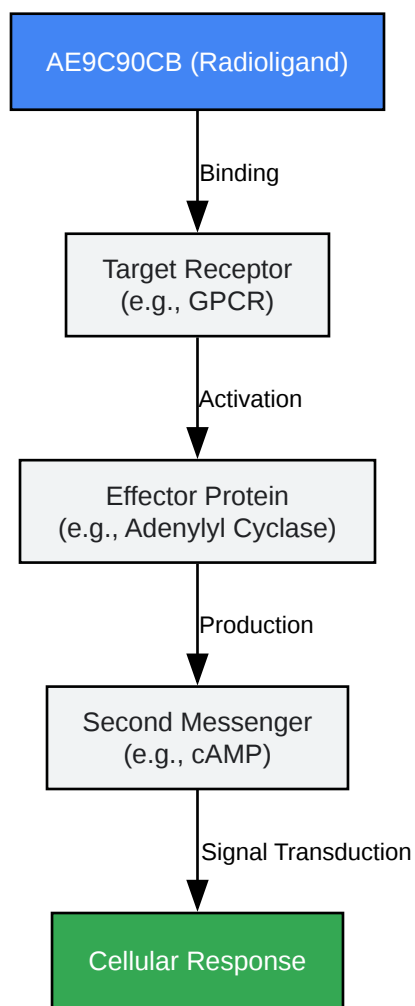 AE9C90CB (Radioligand)
Binding
Target Receptor
(e.g., GPCR)
Activation
Effector Protein
(e.g., Adenylyl Cyclase)
Production
Second Messenger
(e.g., cAMP)
Signal Transduction
Cellular Response